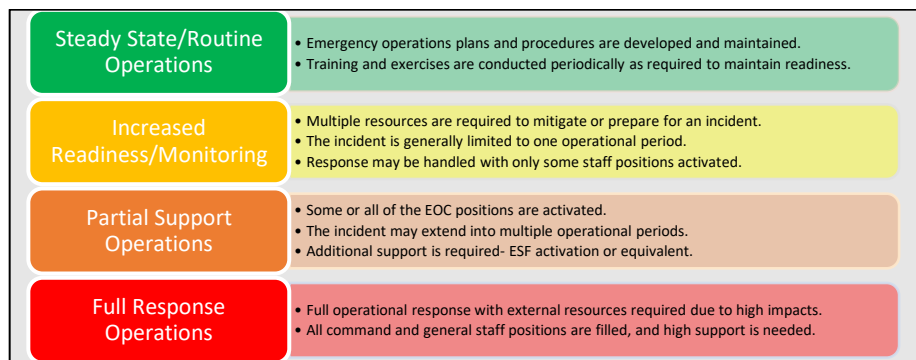 Steady State/Routine
Operations
• Emergency operations plans and procedures are developed and maintained.
• Training and exercises are conducted periodically as required to maintain readiness.
Increased
Readiness/Monitoring
• Multiple resources are required to mitigate or prepare for an incident.
• The incident is generally limited to one operational period.
• Response may be handled with only some staff positions activated.
Partial Support
Operations
• Some or all of the EOC positions are activated.
• The incident may extend into multiple operational periods.
• Additional support is required- ESF activation or equivalent.
Full Response
Operations
• Full operational response with external resources required due to high impacts.
• All command and general staff positions are filled, and high support is needed.